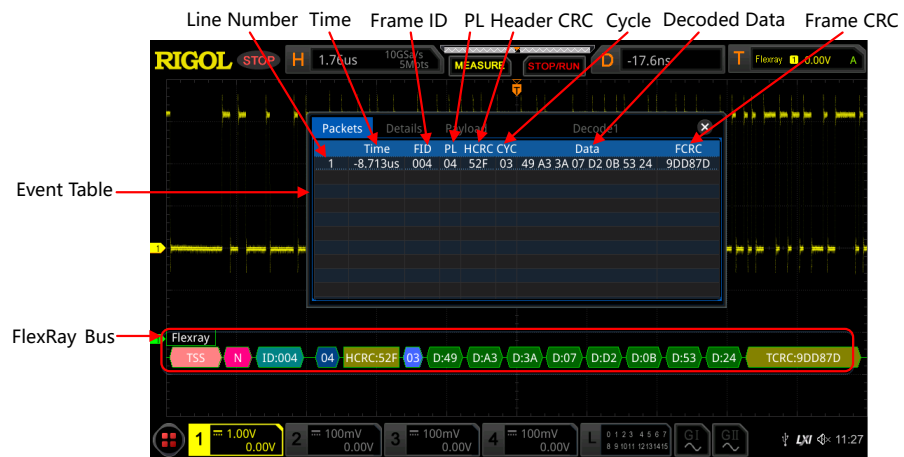 Line Number Time Frame ID PL Header CRC Cycle Decoded Data Frame CRC
RIGOL STOP H 1.76us 10GSa/s 5Mpts MEASURE STOP/RUN D -17.6ns T Flexray 1 0.00V A
T
Packets Details Payload Decode1
Time FID PL HCRC CYC Data FCRC
1 -8.713us 004 04 52F 03 49 A3 3A 07 D2 0B 53 24 9DD87D
Event Table
1
FlexRay Bus
Flexray
TSS N ID:004 04 HCRC:52F 03 D:49 D:A3 D:3A D:07 D:D2 D:0B D:53 D:24 TCRC:9DD87D
1 1.00V 0.00V 2 100mV 0.00V 3 100mV 0.00V 4 100mV 0.00V L 0 1 2 3 4 5 6 7 8 9 10 11 12 13 14 15 GI GII LXI 11:27